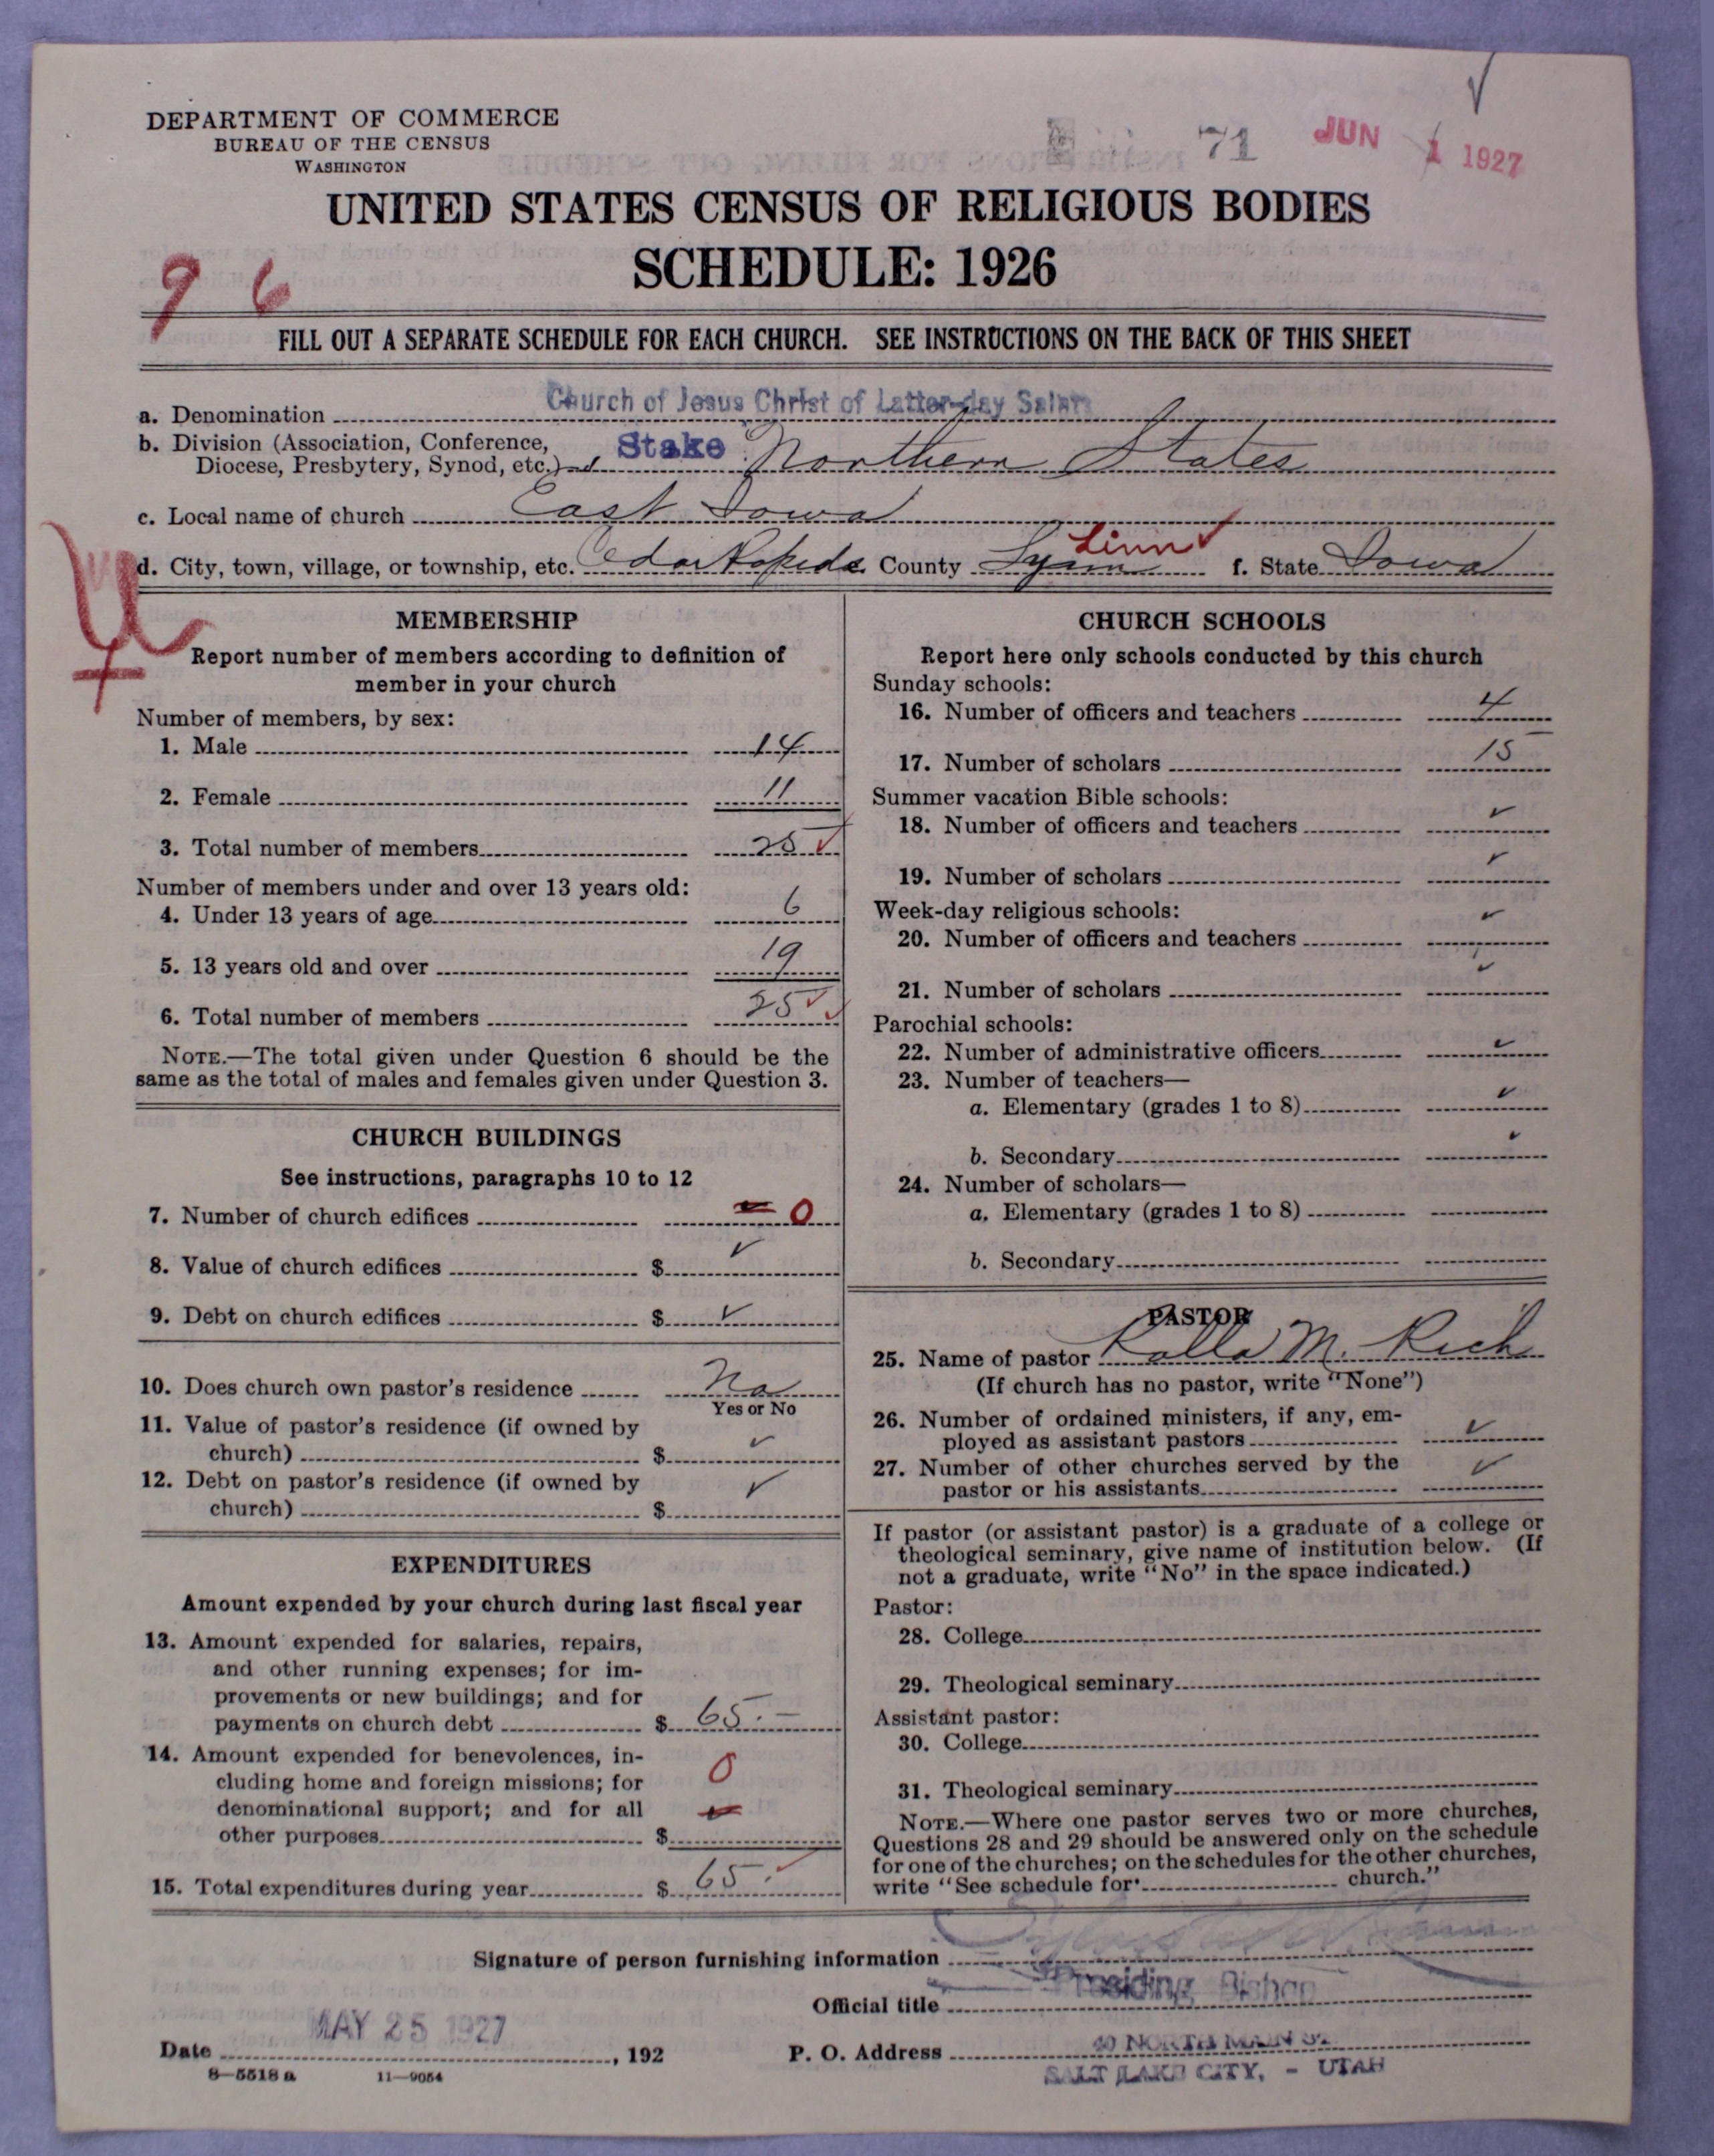 DEPARTMENT OF COMMERCE
BUREAU OF THE CENSUS
WASHINGTON
71 JUN 1 1927
UNITED STATES CENSUS OF RELIGIOUS BODIES
SCHEDULE: 1926
9 6
FILL OUT A SEPARATE SCHEDULE FOR EACH CHURCH. SEE INSTRUCTIONS ON THE BACK OF THIS SHEET
a. Denomination Church of Jesus Christ of Latter-day Saints
b. Division (Association, Conference,
Diocese, Presbytery, Synod, etc.) Stake Northern States
c. Local name of church East Iowa
d. City, town, village, or township, etc. Cedar Rapids County Lynn Linn f. State Iowa
MEMBERSHIP
Report number of members according to definition of
member in your church
Number of members, by sex:
1. Male 14
2. Female 11
3. Total number of members 25
Number of members under and over 13 years old:
4. Under 13 years of age 6
5. 13 years old and over 19
6. Total number of members 25
NOTE.—The total given under Question 6 should be the
same as the total of males and females given under Question 3.
CHURCH BUILDINGS
See instructions, paragraphs 10 to 12
7. Number of church edifices 0
8. Value of church edifices $ ✓
9. Debt on church edifices $ ✓
10. Does church own pastor's residence No
Yes or No
11. Value of pastor's residence (if owned by
church) $ ✓
12. Debt on pastor's residence (if owned by
church) $ ✓
EXPENDITURES
Amount expended by your church during last fiscal year
13. Amount expended for salaries, repairs,
and other running expenses; for im-
provements or new buildings; and for
payments on church debt $ 65.—
14. Amount expended for benevolences, in-
cluding home and foreign missions; for
denominational support; and for all
other purposes $ 0
15. Total expenditures during year $ 65.
CHURCH SCHOOLS
Report here only schools conducted by this church
Sunday schools:
16. Number of officers and teachers 4
17. Number of scholars 15
Summer vacation Bible schools:
18. Number of officers and teachers ✓
19. Number of scholars ✓
Week-day religious schools:
20. Number of officers and teachers ✓
21. Number of scholars ✓
Parochial schools:
22. Number of administrative officers ✓
23. Number of teachers—
a. Elementary (grades 1 to 8) ✓
b. Secondary ✓
24. Number of scholars—
a. Elementary (grades 1 to 8)
b. Secondary
PASTOR
25. Name of pastor Rolla M. Rich
(If church has no pastor, write "None")
26. Number of ordained ministers, if any, em-
ployed as assistant pastors ✓
27. Number of other churches served by the
pastor or his assistants ✓
If pastor (or assistant pastor) is a graduate of a college or
theological seminary, give name of institution below. (If
not a graduate, write "No" in the space indicated.)
Pastor:
28. College
29. Theological seminary
Assistant pastor:
30. College
31. Theological seminary
NOTE.—Where one pastor serves two or more churches,
Questions 28 and 29 should be answered only on the schedule
for one of the churches; on the schedules for the other churches,
write "See schedule for church."
Signature of person furnishing information
Official title Presiding Bishop
Date MAY 25 1927, 192 P. O. Address 40 NORTH MAIN ST.
SALT LAKE CITY, - UTAH
8—5518 a 11—9054